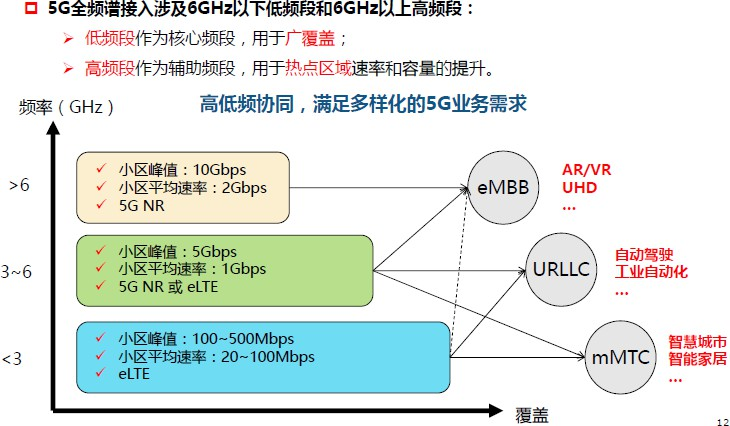 5G全频谱接入涉及6GHz以下低频段和6GHz以上高频段：
低频段作为核心频段，用于广覆盖；
高频段作为辅助频段，用于热点区域速率和容量的提升。
频率（GHz）
高低频协同，满足多样化的5G业务需求
>6
小区峰值：10Gbps
小区平均速率：2Gbps
5G NR
eMBB
AR/VR
UHD
...
3~6
小区峰值：5Gbps
小区平均速率：1Gbps
5G NR 或 eLTE
URLLC
自动驾驶
工业自动化
...
<3
小区峰值：100~500Mbps
小区平均速率：20~100Mbps
eLTE
mMTC
智慧城市
智能家居
...
覆盖
12